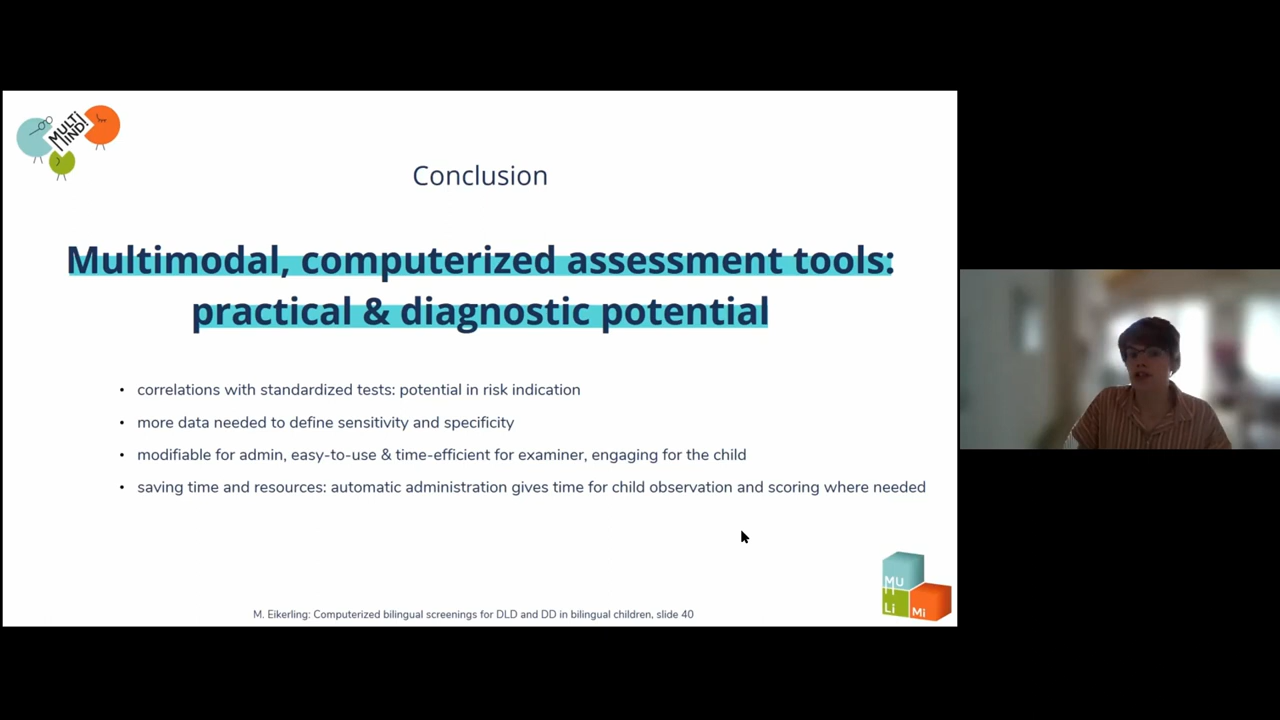 MULTI
MIND!
Conclusion
Multimodal, computerized assessment tools:
practical & diagnostic potential
• correlations with standardized tests: potential in risk indication
• more data needed to define sensitivity and specificity
• modifiable for admin, easy-to-use & time-efficient for examiner, engaging for the child
• saving time and resources: automatic administration gives time for child observation and scoring where needed
MU
Li
Mi
M. Eikerling: Computerized bilingual screenings for DLD and DD in bilingual children, slide 40